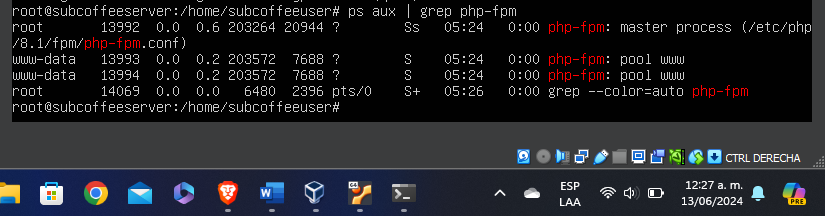 root@subcoffeeserver:/home/subcoffeeuser# ps aux | grep php-fpm
root       13992  0.0  0.6 203264 20944 ?        Ss   05:24   0:00 php-fpm: master process (/etc/php
/8.1/fpm/php-fpm.conf)
www-data   13993  0.0  0.2 203572  7688 ?        S    05:24   0:00 php-fpm: pool www
www-data   13994  0.0  0.2 203572  7688 ?        S    05:24   0:00 php-fpm: pool www
root       14069  0.0  0.0   6480  2396 pts/0    S+   05:26   0:00 grep --color=auto php-fpm
root@subcoffeeserver:/home/subcoffeeuser#
CTRL DERECHA
64
W
ESP
LAA
12:27 a. m.
13/06/2024
PRE